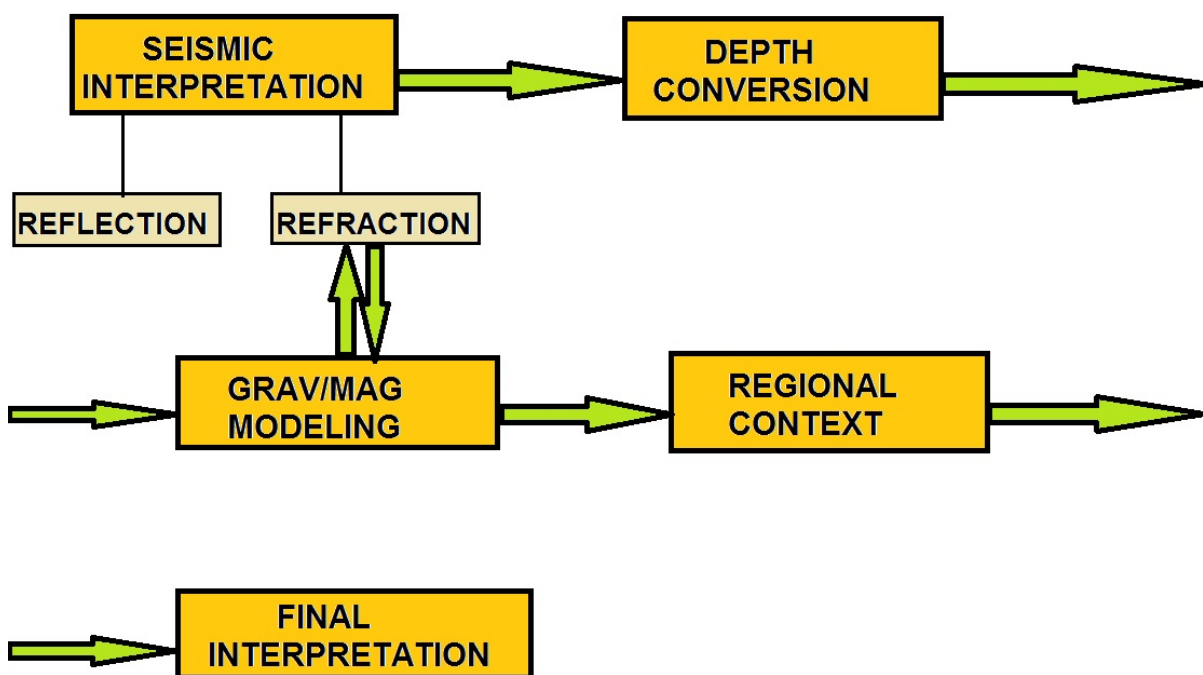 SEISMIC
INTERPRETATION
DEPTH
CONVERSION
REFLECTION
REFRACTION
GRAV/MAG
MODELING
REGIONAL
CONTEXT
FINAL
INTERPRETATION